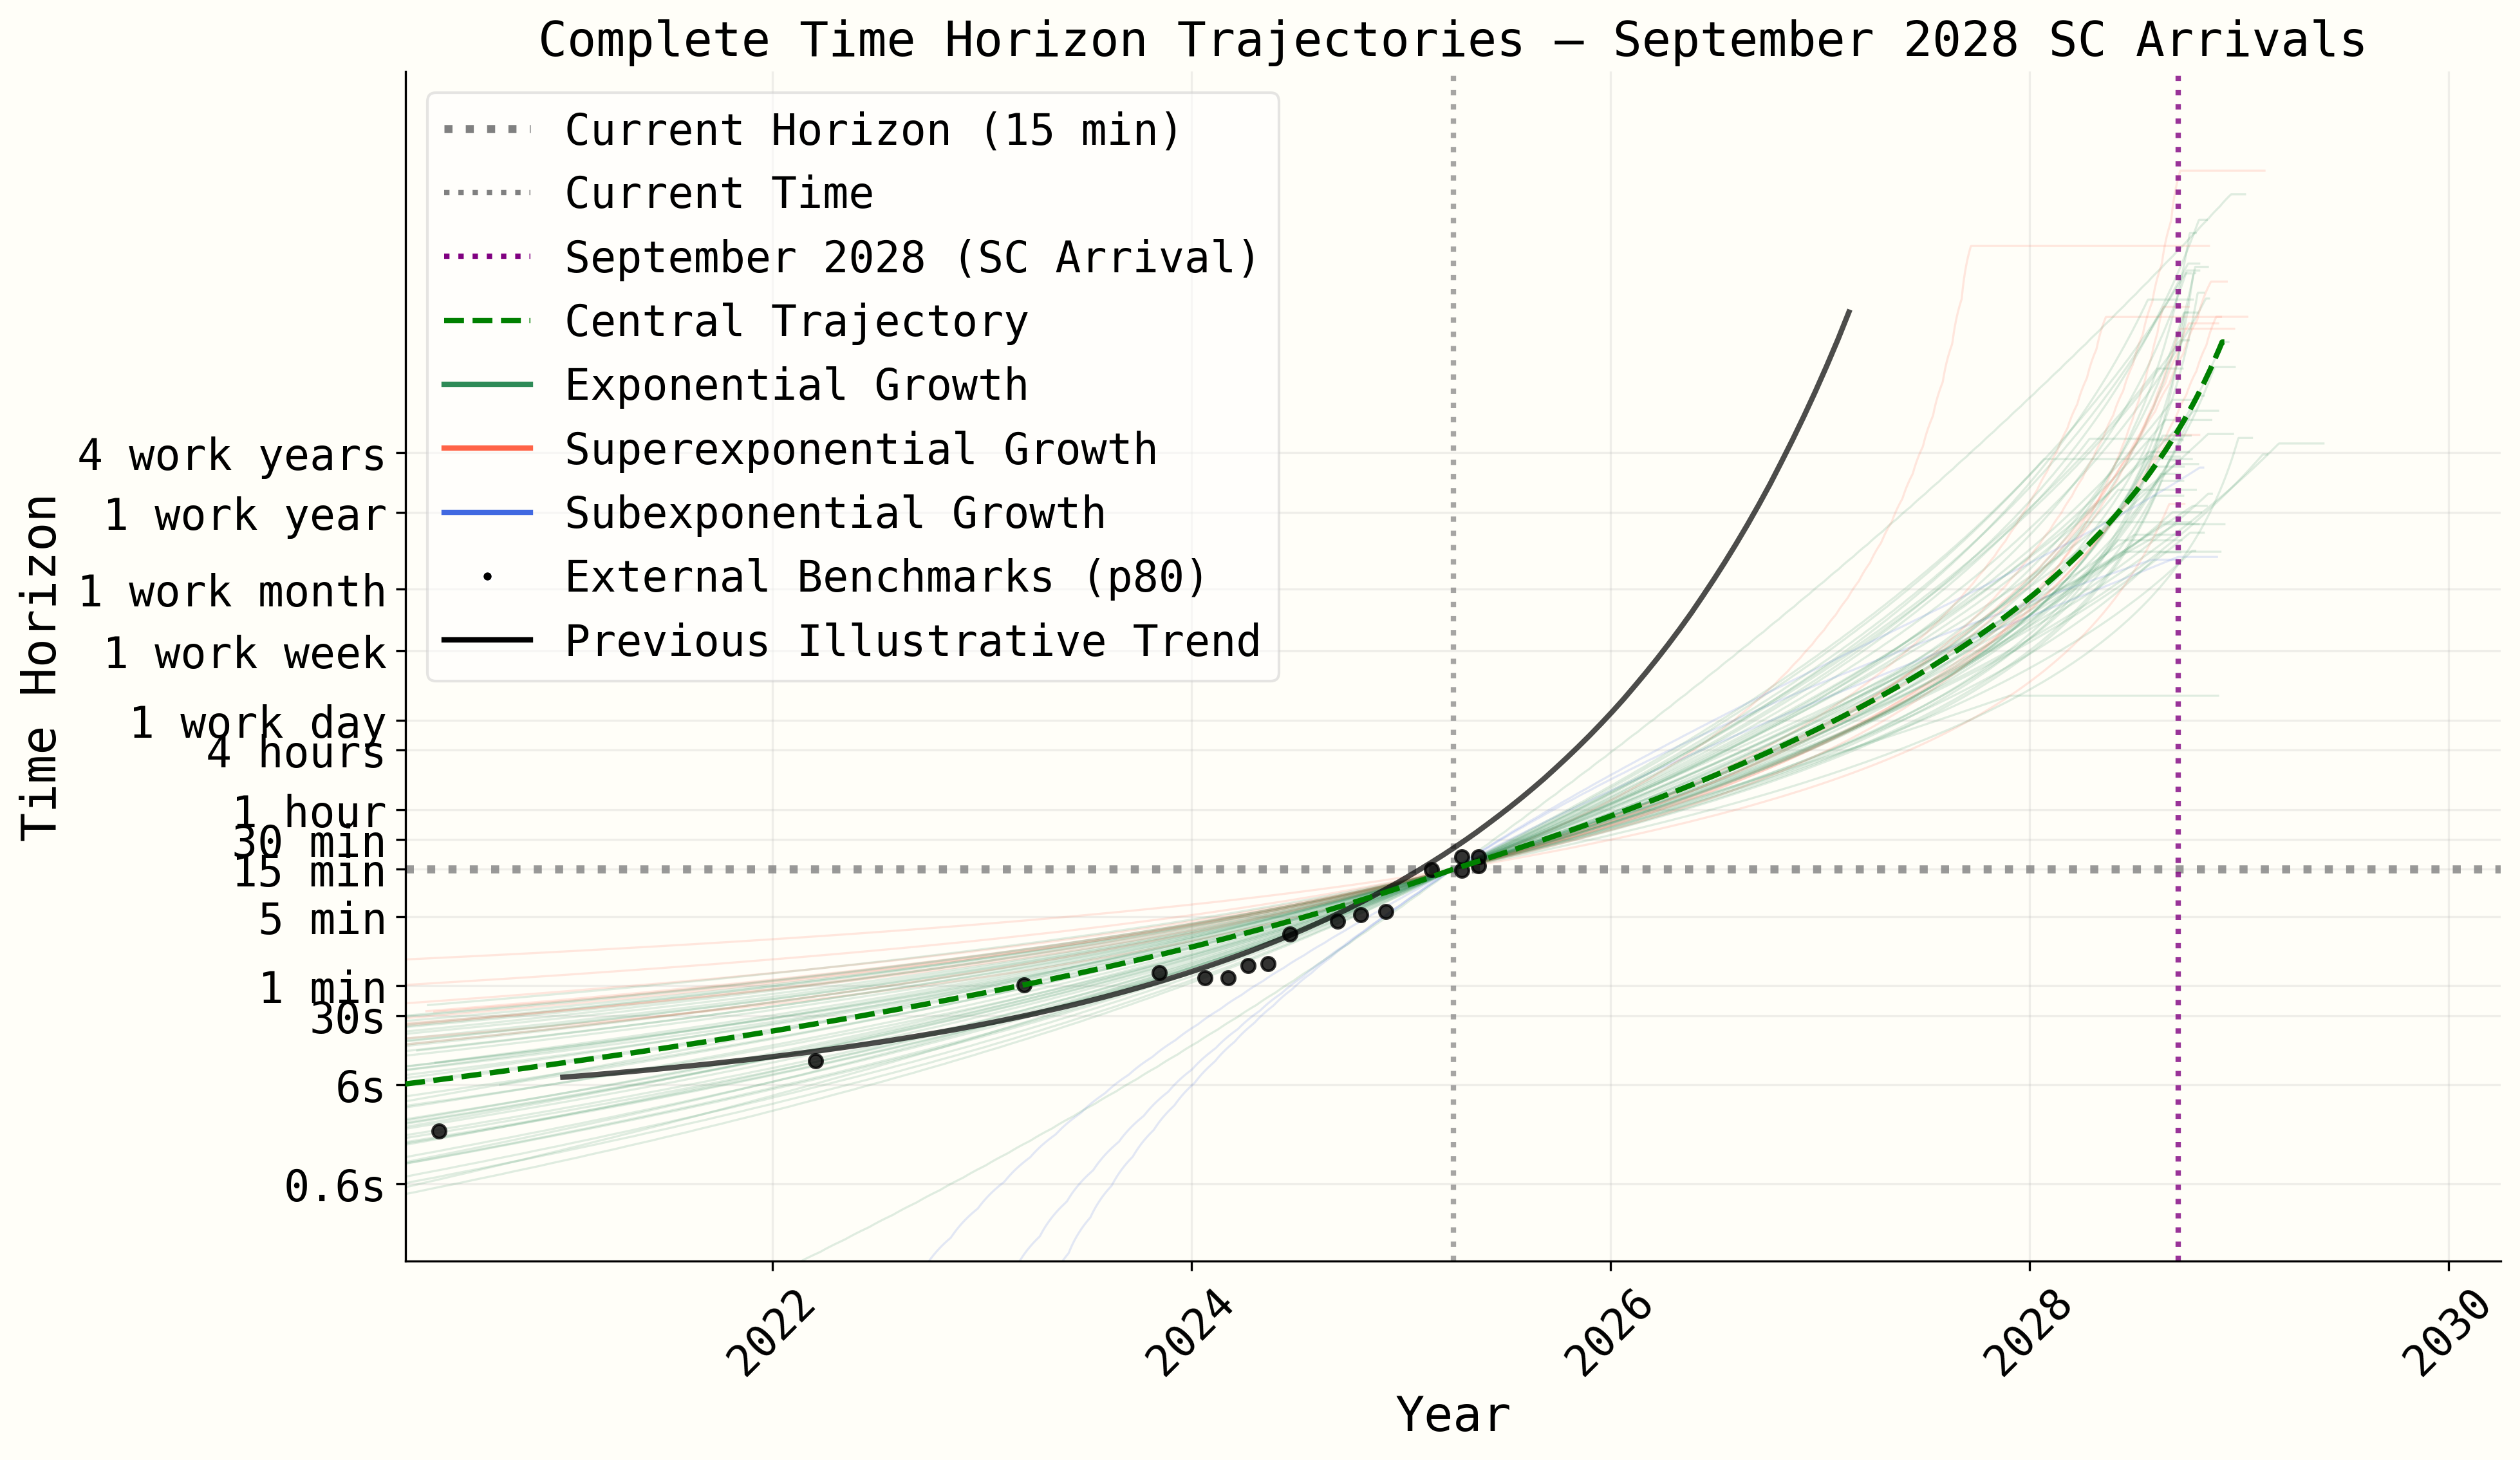 Complete Time Horizon Trajectories — September 2028 SC Arrivals
Current Horizon (15 min)
Current Time
September 2028 (SC Arrival)
Central Trajectory
Exponential Growth
Superexponential Growth
Subexponential Growth
External Benchmarks (p80)
Previous Illustrative Trend
Time Horizon
4 work years
1 work year
1 work month
1 work week
1 work day
4 hours
1 hour
30 min
15 min
5 min
1 min
30s
6s
0.6s
2022
2024
2026
2028
2030
Year